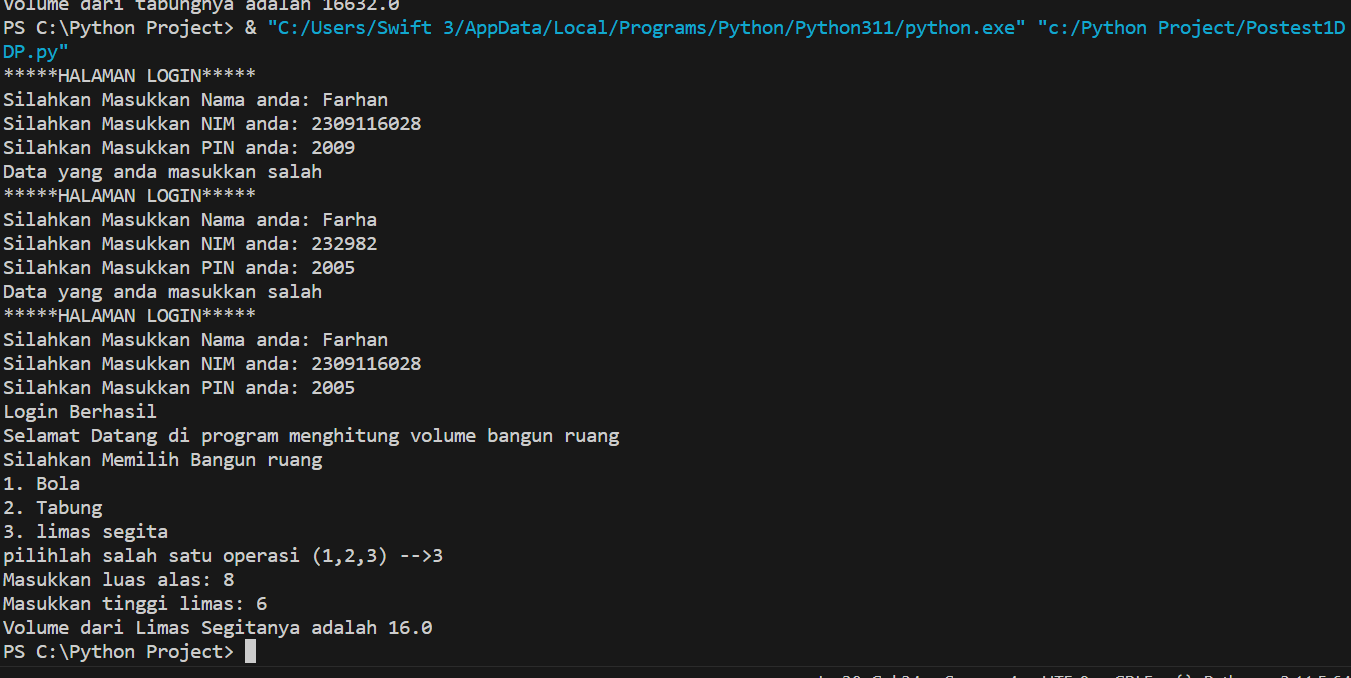 Volume dari tabungnya adalah 16632.0
PS C:\Python Project> & "C:/Users/Swift 3/AppData/Local/Programs/Python/Python311/python.exe" "c:/Python Project/Postest1D
DP.py"
*****HALAMAN LOGIN*****
Silahkan Masukkan Nama anda: Farhan
Silahkan Masukkan NIM anda: 2309116028
Silahkan Masukkan PIN anda: 2009
Data yang anda masukkan salah
*****HALAMAN LOGIN*****
Silahkan Masukkan Nama anda: Farha
Silahkan Masukkan NIM anda: 232982
Silahkan Masukkan PIN anda: 2005
Data yang anda masukkan salah
*****HALAMAN LOGIN*****
Silahkan Masukkan Nama anda: Farhan
Silahkan Masukkan NIM anda: 2309116028
Silahkan Masukkan PIN anda: 2005
Login Berhasil
Selamat Datang di program menghitung volume bangun ruang
Silahkan Memilih Bangun ruang
1. Bola
2. Tabung
3. limas segita
pilihlah salah satu operasi (1,2,3) -->3
Masukkan luas alas: 8
Masukkan tinggi limas: 6
Volume dari Limas Segitanya adalah 16.0
PS C:\Python Project>